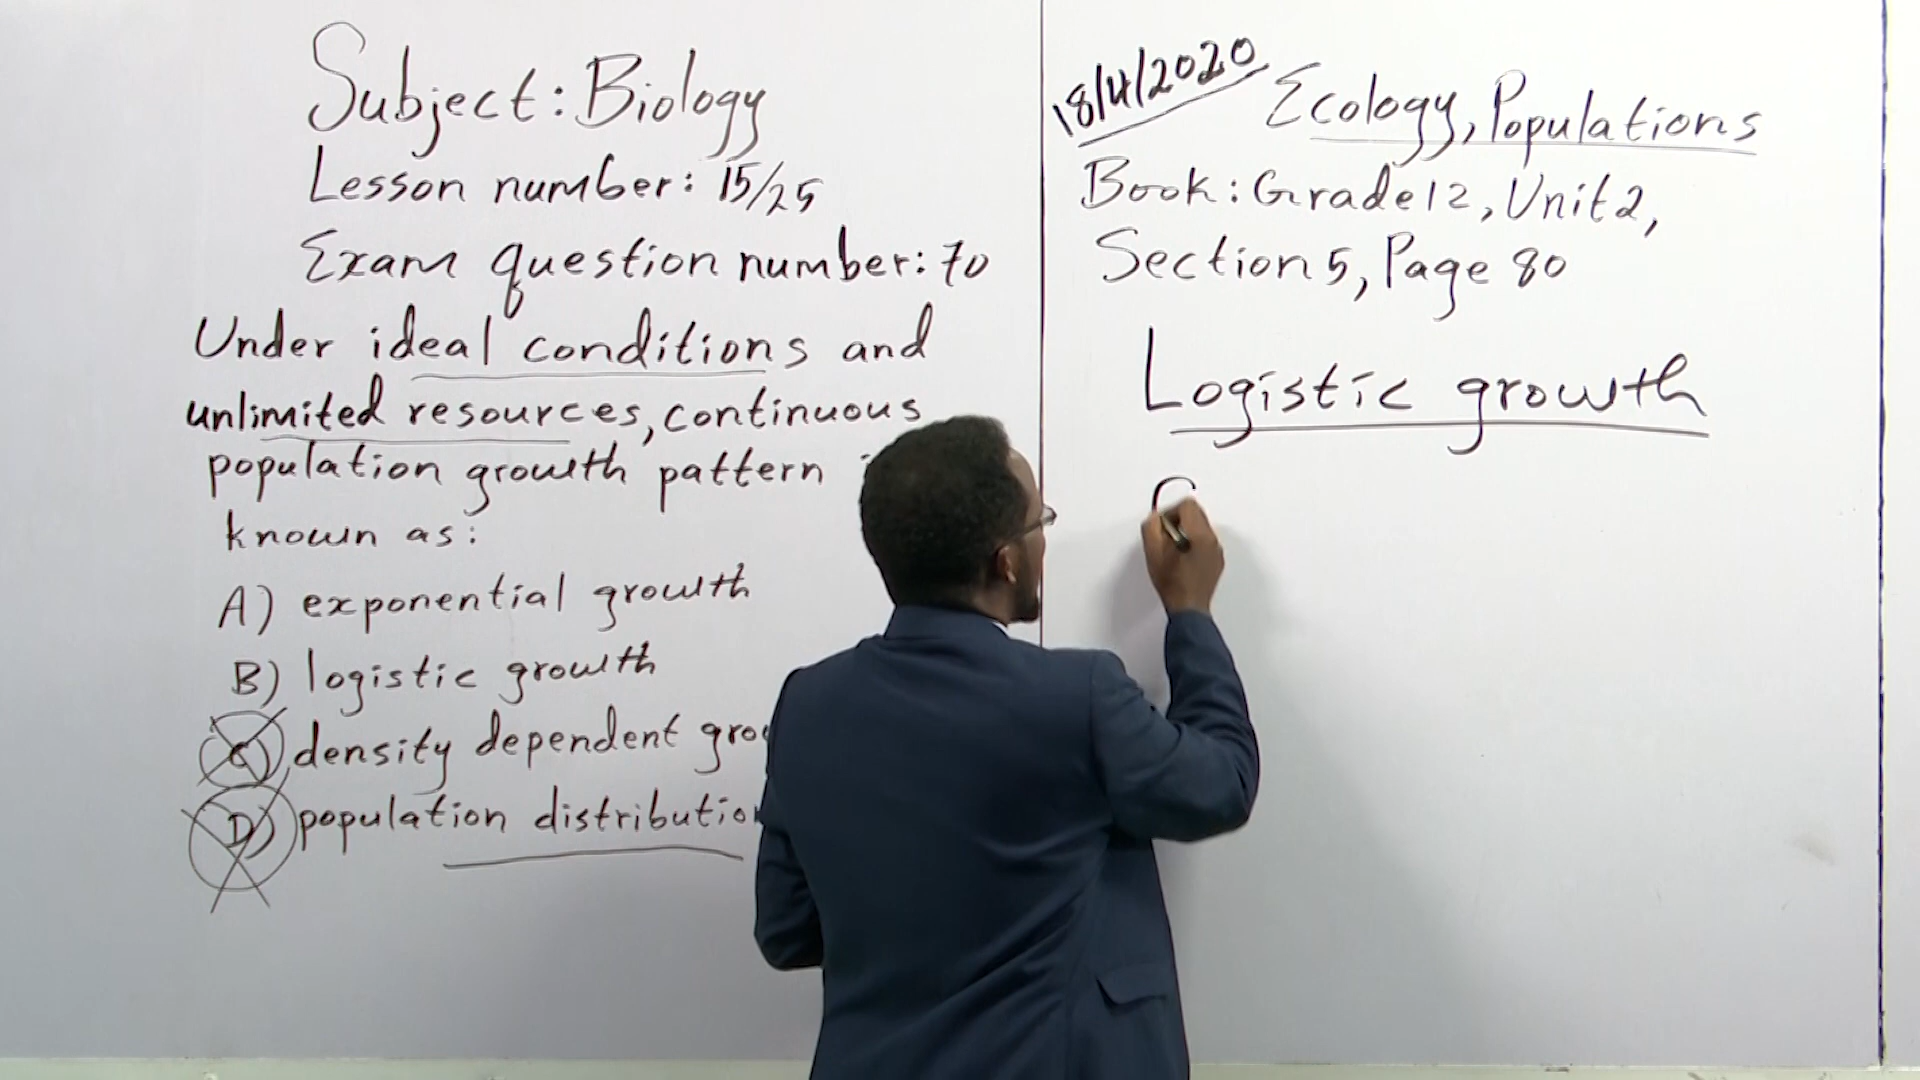 Subject: Biology
Lesson number: 15/25
Exam question number: 70
Under ideal conditions and
unlimited resources, continuous
population growth pattern
known as:
A) exponential growth
B) logistic growth
C) density dependent
D) population distribution
18/4/2020
Ecology, Populations
Book: Grade 12, Unit 2,
Section 5, Page 80
Logistic growth